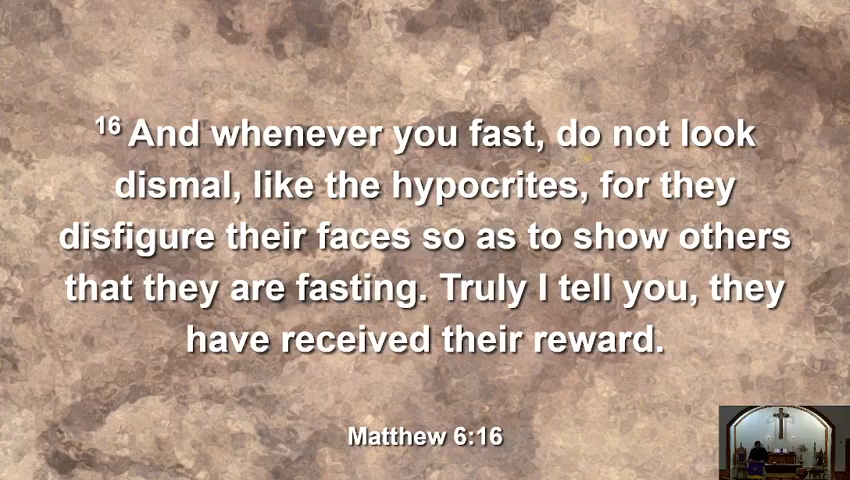 16 And whenever you fast, do not look
dismal, like the hypocrites, for they
disfigure their faces so as to show others
that they are fasting. Truly I tell you, they
have received their reward.
Matthew 6:16